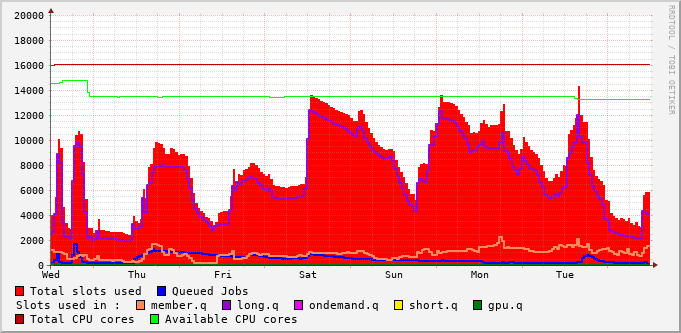 20000
18000
16000
14000
12000
10000
8000
6000
4000
2000
0
Wed Thu Fri Sat Sun Mon Tue
RRDTOOL / TOBI OETIKER
Total slots used Queued Jobs
Slots used in : member.q long.q ondemand.q short.q gpu.q
Total CPU cores Available CPU cores